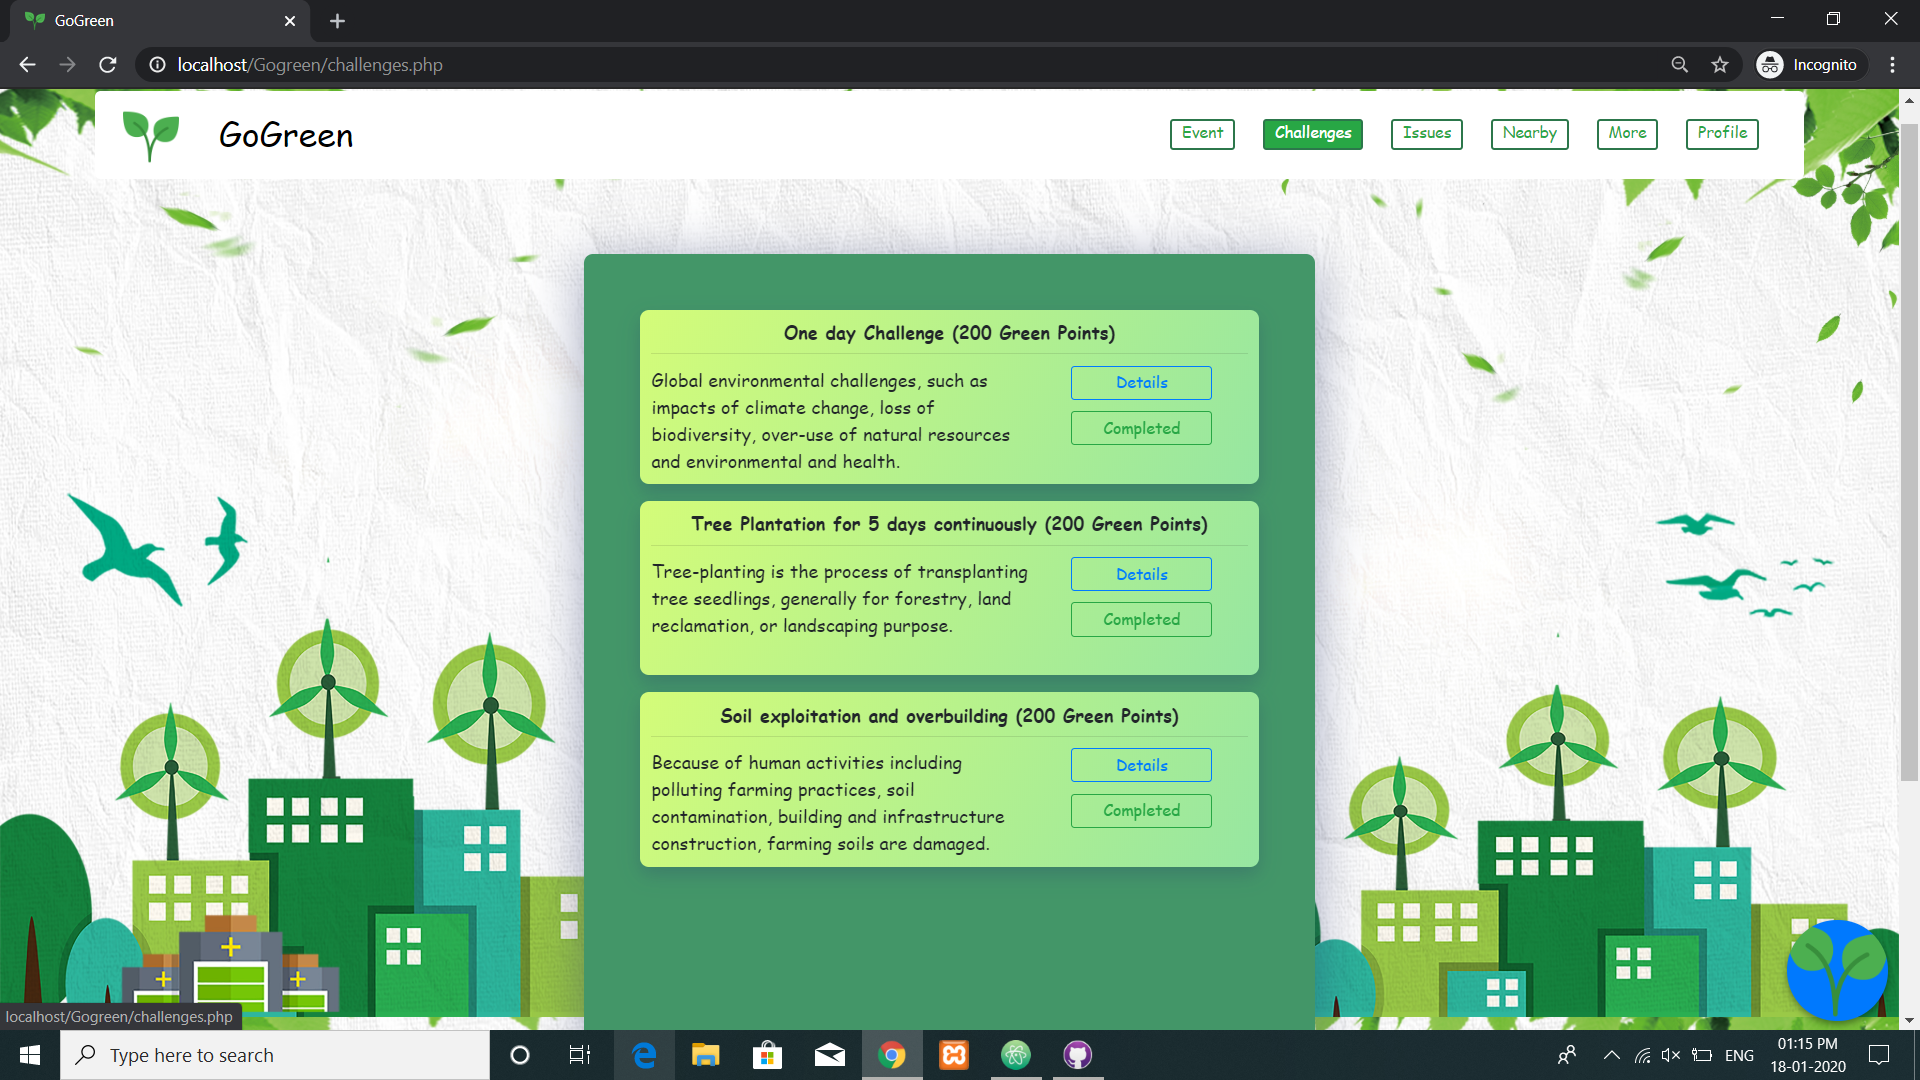 GoGreen
localhost/Gogreen/challenges.php
Incognito
GoGreen
Event
Challenges
Issues
Nearby
More
Profile
One day Challenge (200 Green Points)
Global environmental challenges, such as
impacts of climate change, loss of
biodiversity, over-use of natural resources
and environmental and health.
Details
Completed
Tree Plantation for 5 days continuously (200 Green Points)
Tree-planting is the process of transplanting
tree seedlings, generally for forestry, land
reclamation, or landscaping purpose.
Details
Completed
Soil exploitation and overbuilding (200 Green Points)
Because of human activities including
polluting farming practices, soil
contamination, building and infrastructure
construction, farming soils are damaged.
Details
Completed
localhost/Gogreen/challenges.php
Type here to search
ENG
01:15 PM
18-01-2020